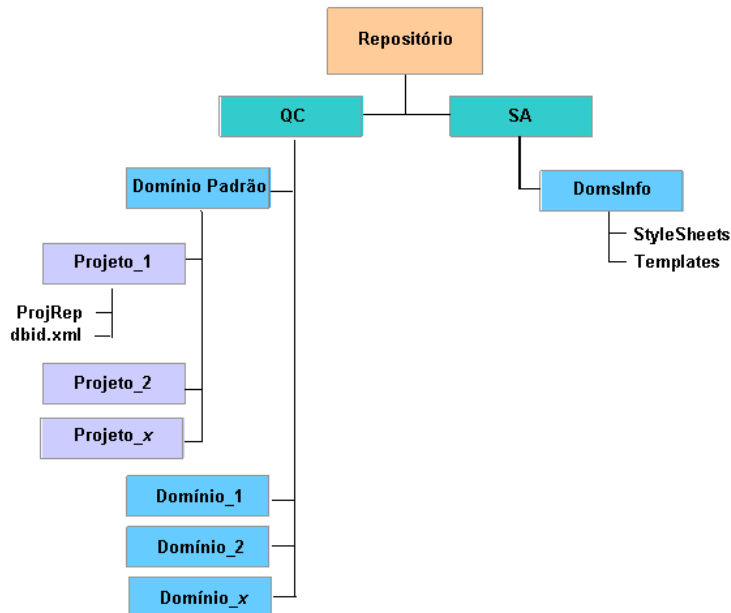 Repositório
QC
SA
Domínio Padrão
DomsInfo
StyleSheets
Templates
Projeto_1
ProjRep
dbid.xml
Projeto_2
Projeto_x
Domínio_1
Domínio_2
Domínio_x